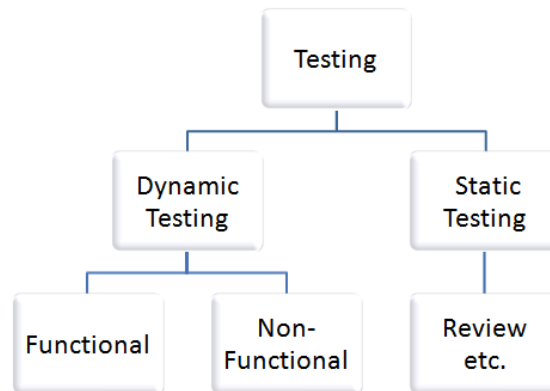 Testing
Dynamic
Testing
Static
Testing
Functional
Non-
Functional
Review
etc.